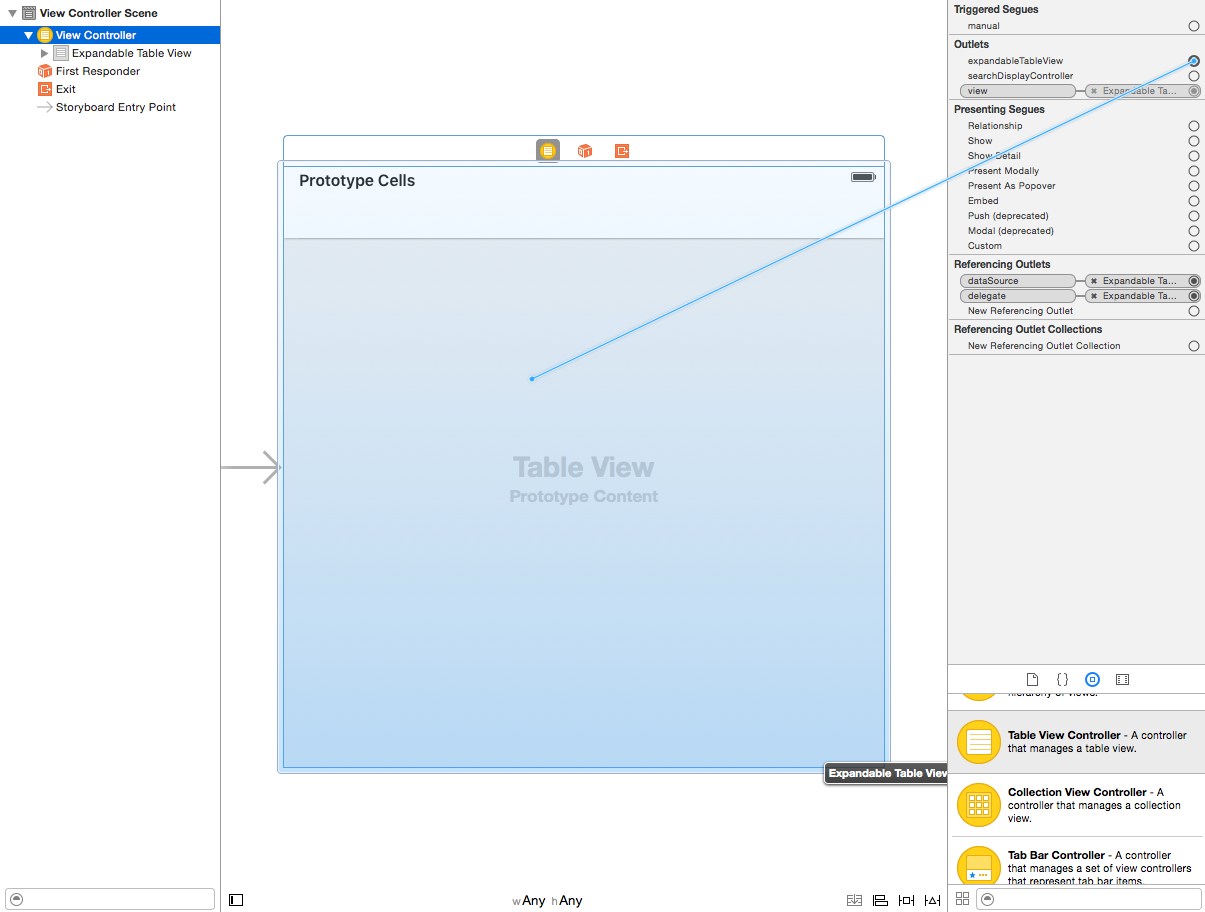 View Controller Scene
View Controller
Expandable Table View
First Responder
Exit
Storyboard Entry Point
Prototype Cells
Table View
Prototype Content
Expandable Table View
wAny hAny
Triggered Segues
manual
Outlets
expandableTableView
searchDisplayController
view Expandable Ta...
Presenting Segues
Relationship
Show
Show Detail
Present Modally
Present As Popover
Embed
Push (deprecated)
Modal (deprecated)
Custom
Referencing Outlets
dataSource Expandable Ta...
delegate Expandable Ta...
New Referencing Outlet
Referencing Outlet Collections
New Referencing Outlet Collection
{}
hierarchy of views.
Table View Controller - A controller
that manages a table view.
Collection View Controller - A
controller that manages a collection
view.
Tab Bar Controller - A controller
that manages a set of view controllers
that represent tab bar items.